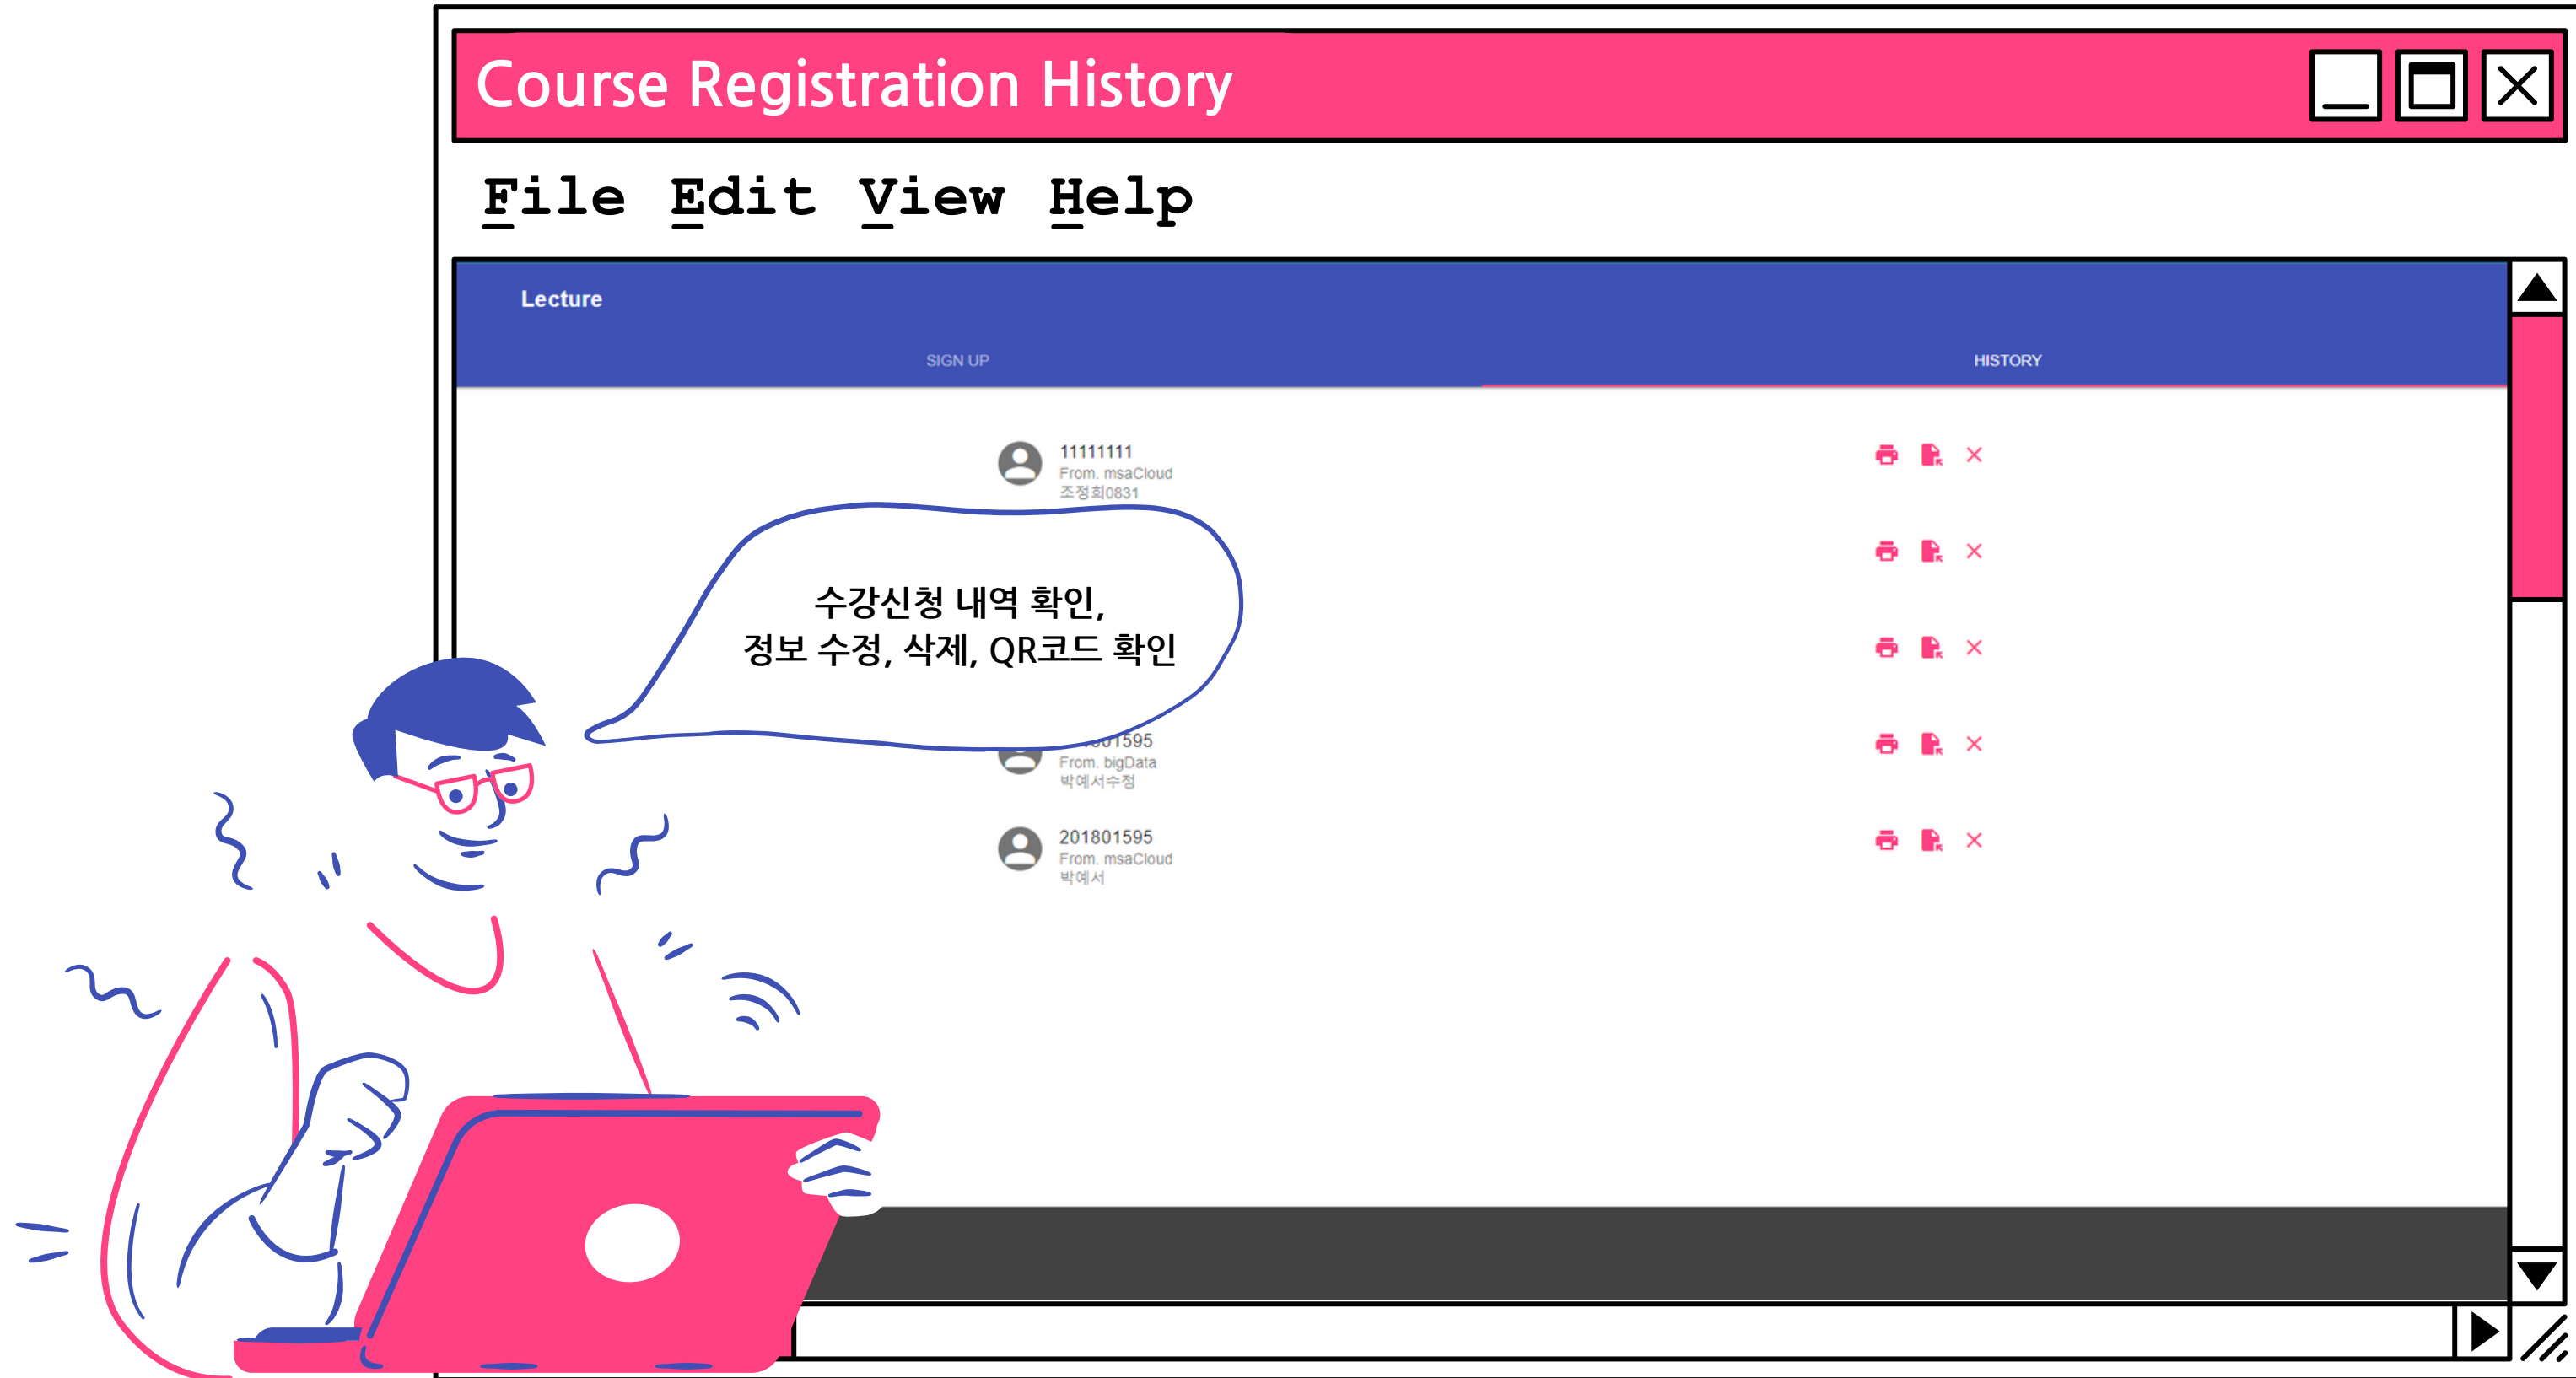 Course Registration History
File Edit View Help
Lecture
SIGN UP
HISTORY
11111111
From. msaCloud
조정희0831
수강신청 내역 확인,
정보 수정, 삭제, QR코드 확인
From. bigData
박예서수정
201801595
From. msaCloud
박예서